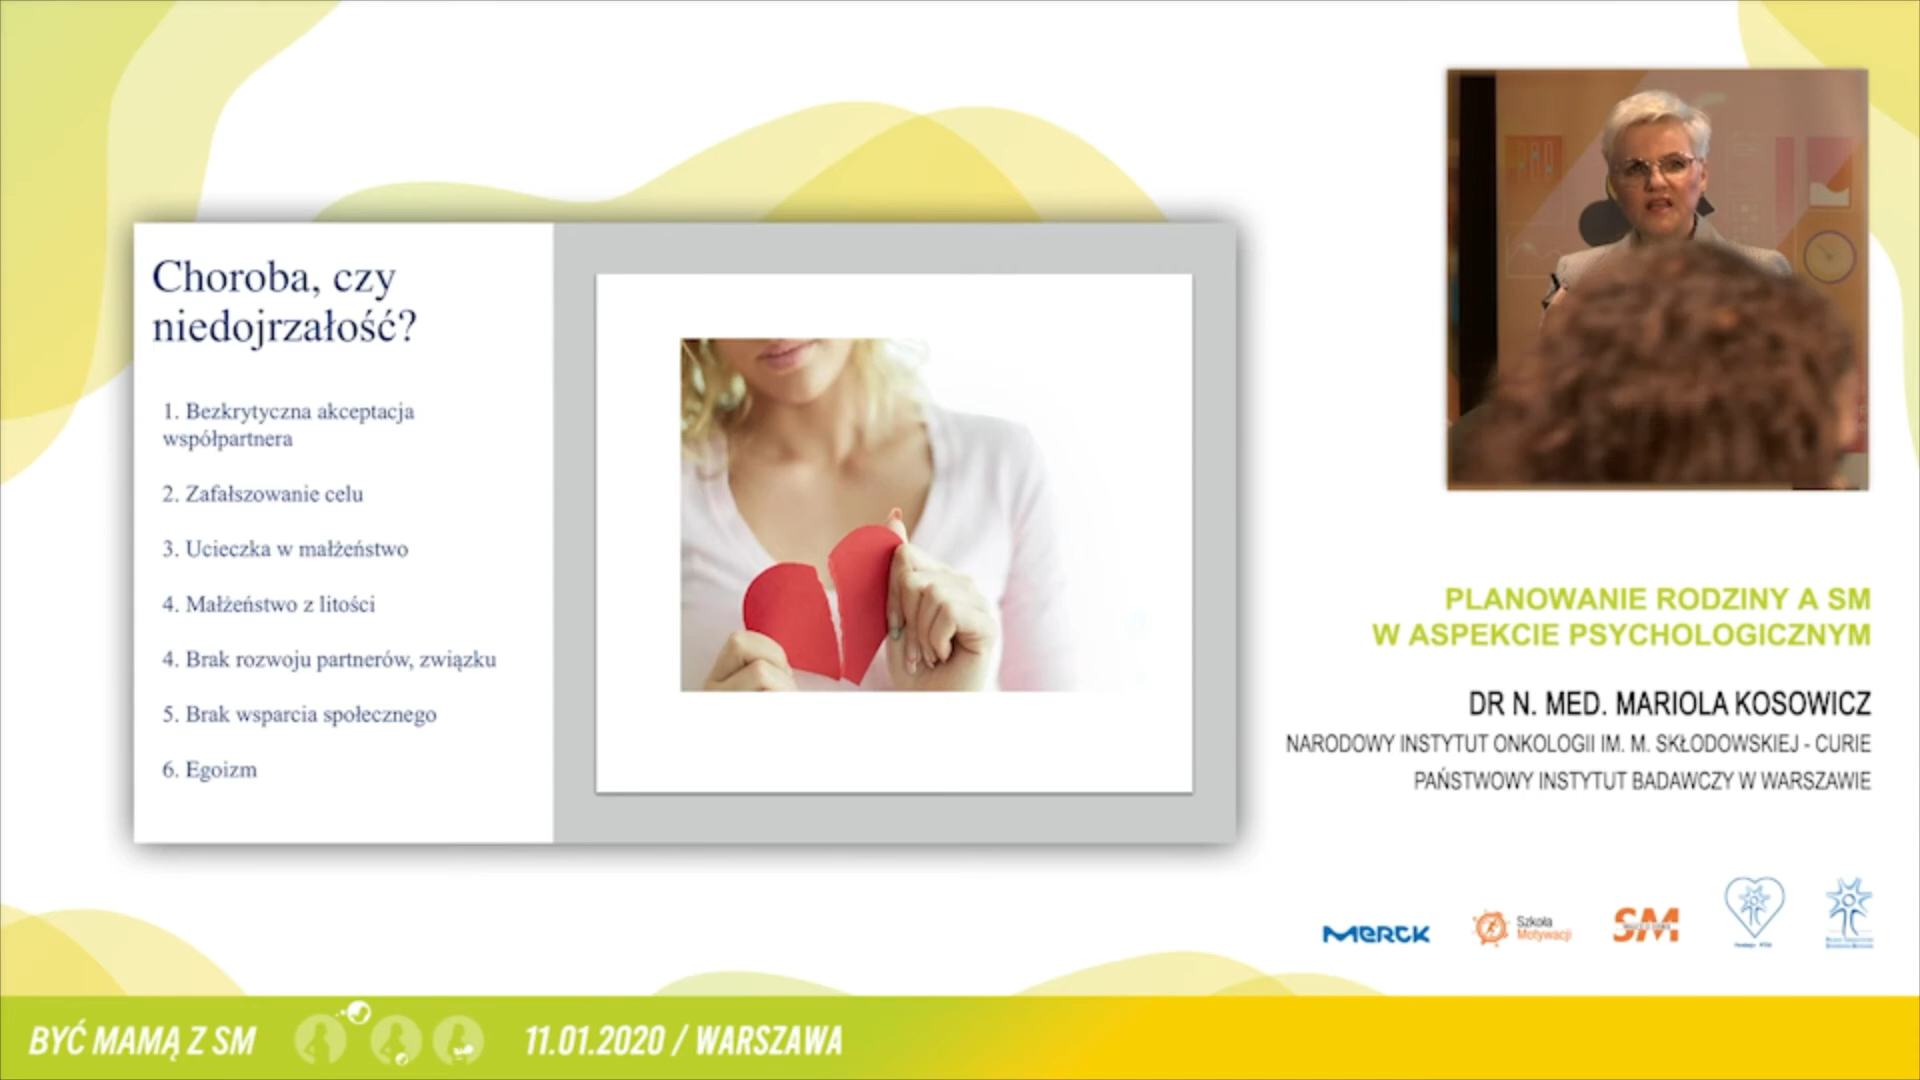 Choroba, czy
niedojrzałość?
1. Bezkrytyczna akceptacja
współpartnera
2. Zafałszowanie celu
3. Ucieczka w małżeństwo
4. Małżeństwo z litości
4. Brak rozwoju partnerów, związku
5. Brak wsparcia społecznego
6. Egoizm
PLANOWANIE RODZINY A SM
W ASPEKCIE PSYCHOLOGICZNYM
DR N. MED. MARIOLA KOSOWICZ
NARODOWY INSTYTUT ONKOLOGII IM. M. SKŁODOWSKIEJ - CURIE
PAŃSTWOWY INSTYTUT BADAWCZY W WARSZAWIE
MERCK
Szkoła
Motywacji
SM
BYĆ MAMĄ Z SM
11.01.2020 / WARSZAWA